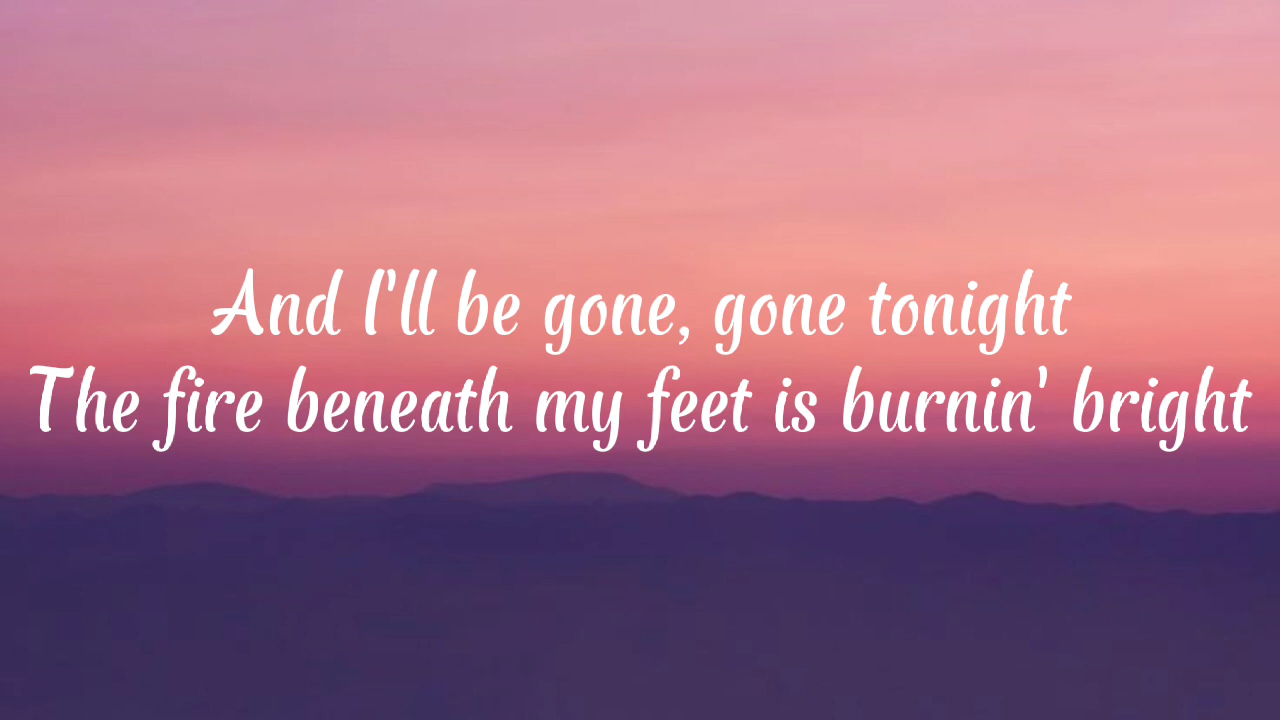 And I'll be gone, gone tonight
The fire beneath my feet is burnin' bright